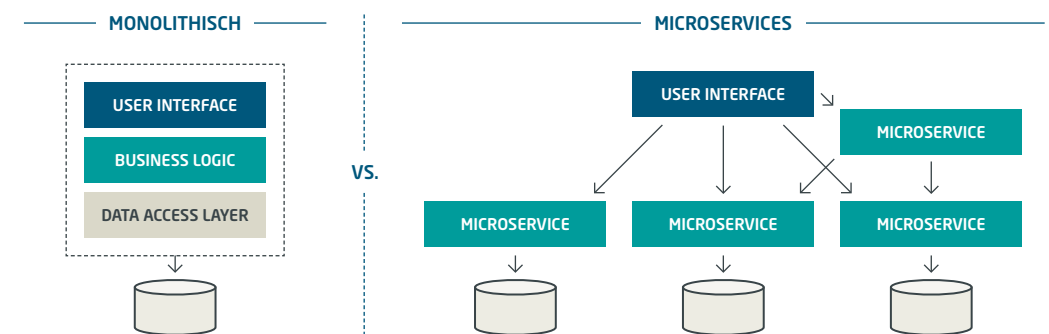 MONOLITHISCH
USER INTERFACE
BUSINESS LOGIC
DATA ACCESS LAYER
VS.
MICROSERVICES
USER INTERFACE
MICROSERVICE
MICROSERVICE
MICROSERVICE
MICROSERVICE